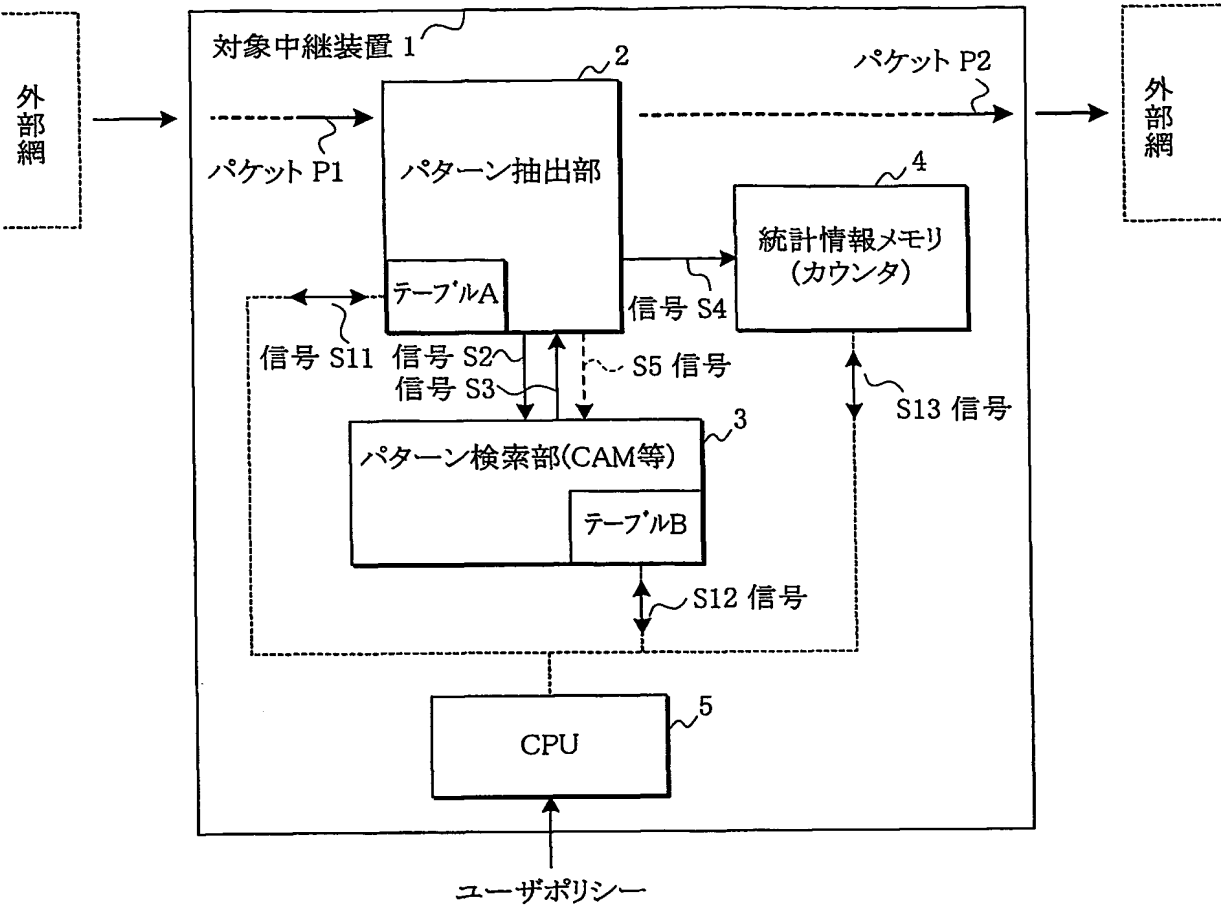 対象中継装置 1
外部網
パケット P1
2
パターン抽出部
テーブルA
パケット P2
外部網
4
統計情報メモリ
(カウンタ)
信号 S4
信号 S11
信号 S2
信号 S3
S5 信号
S13 信号
3
パターン検索部(CAM等)
テーブルB
S12 信号
5
CPU
ユーザポリシー